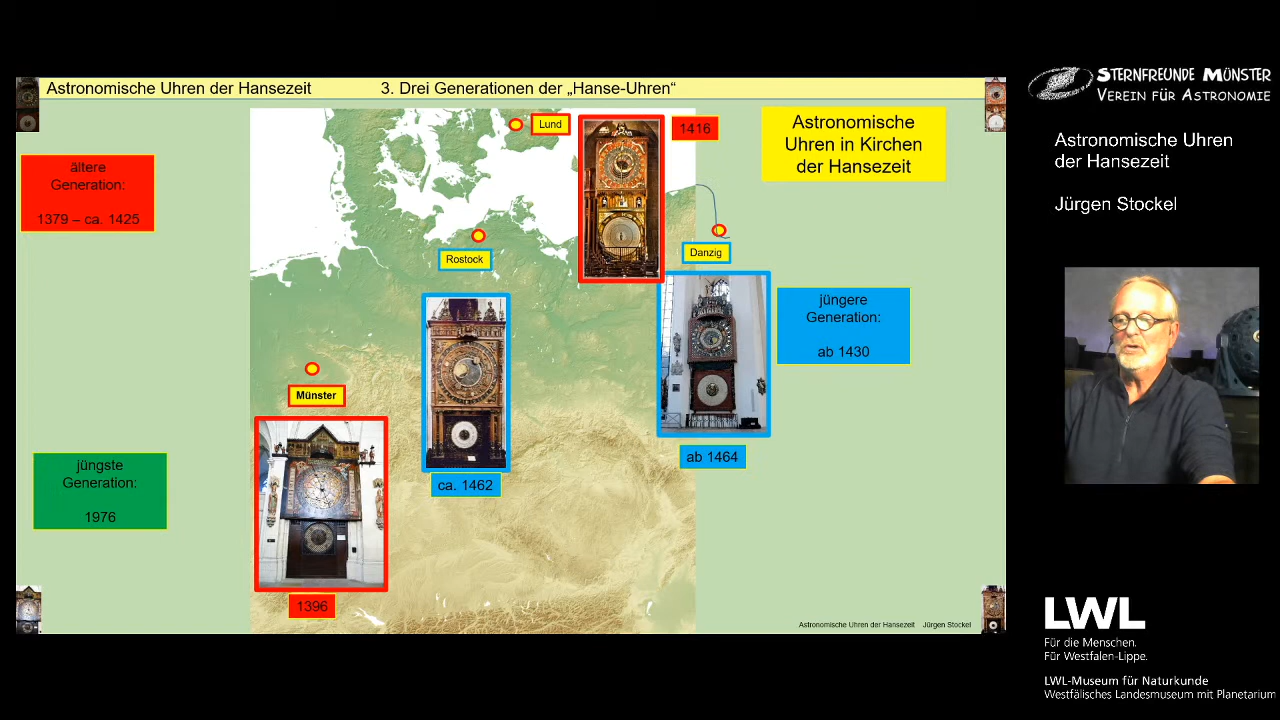 Astronomische Uhren der Hansezeit
3. Drei Generationen der „Hanse-Uhren“
ältere
Generation:
1379 – ca. 1425
Lund
1416
Astronomische
Uhren in Kirchen
der Hansezeit
Rostock
Danzig
jüngere
Generation:
ab 1430
Münster
ab 1464
jüngste
Generation:
1976
ca. 1462
1396
Astronomische Uhren der Hansezeit Jürgen Stockel
STERNFREUNDE MÜNSTER
VEREIN FÜR ASTRONOMIE
Astronomische Uhren
der Hansezeit
Jürgen Stockel
LWL
Für die Menschen.
Für Westfalen-Lippe.
LWL-Museum für Naturkunde
Westfälisches Landesmuseum mit Planetarium